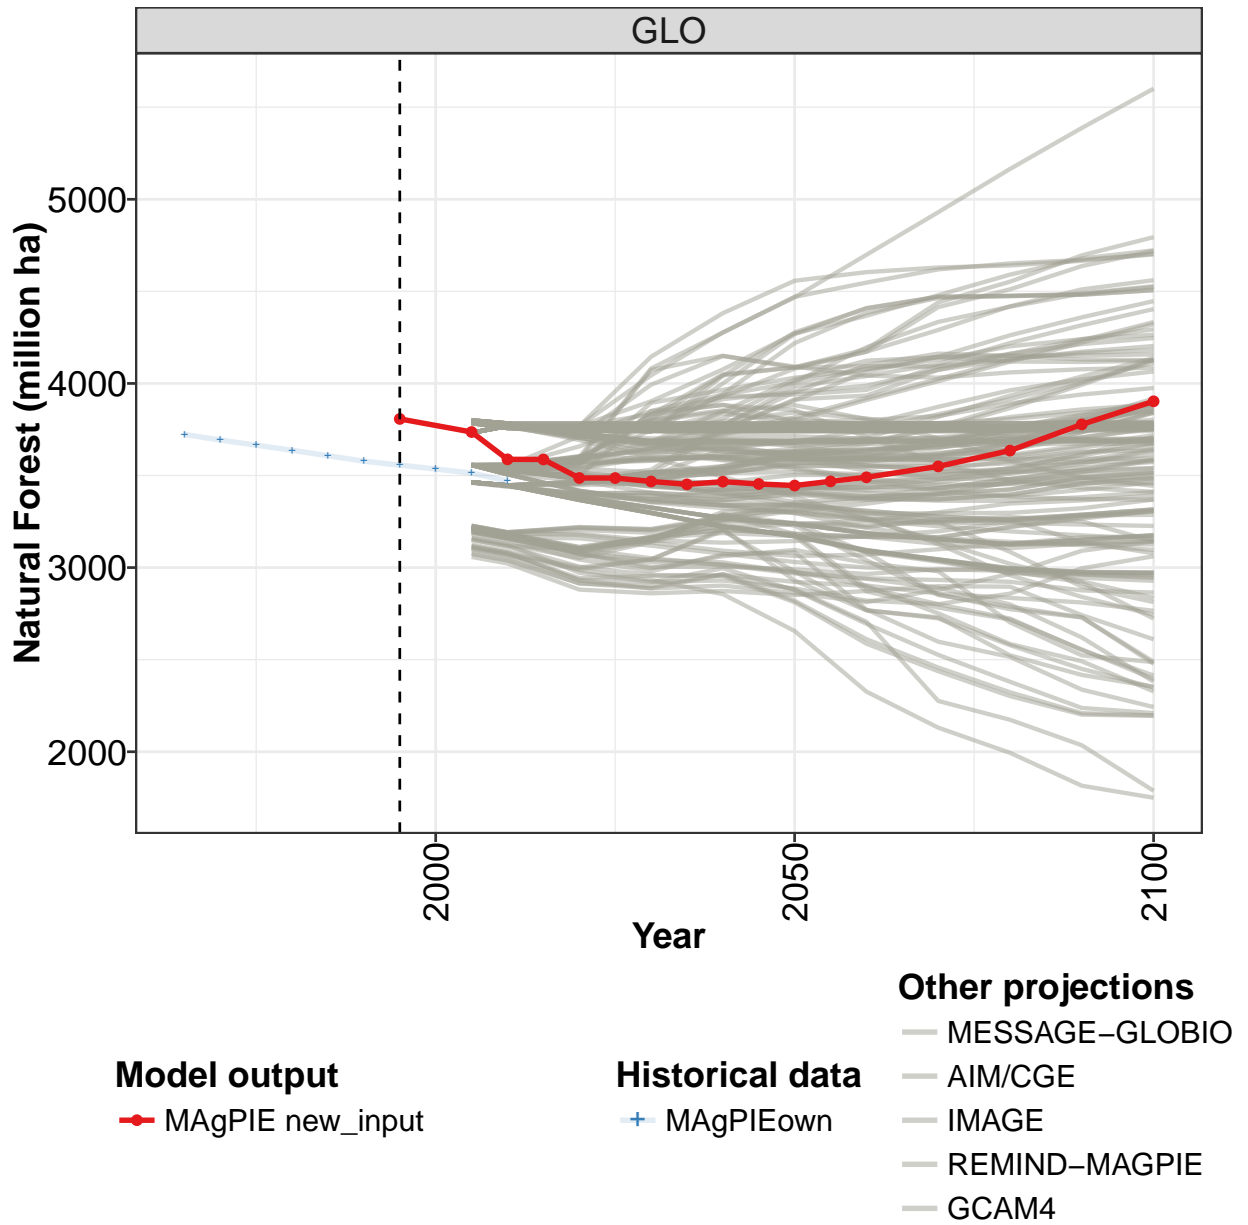 GLO
Natural Forest (million ha)
5000
4000
3000
2000
2000
2050
2100
Year
Model output
MAgPIE new_input
Historical data
MAgPIEown
Other projections
MESSAGE−GLOBIO
AIM/CGE
IMAGE
REMIND−MAGPIE
GCAM4